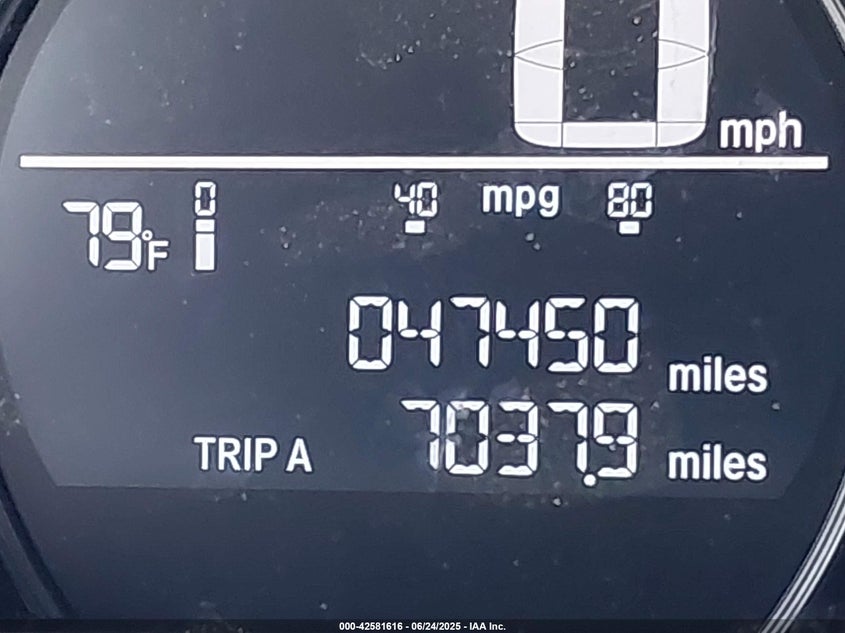 0 mph
79°F 0 40 mpg 80
047450 miles
TRIP A 7037.9 miles
000-42581616 - 06/24/2025 - IAA Inc.